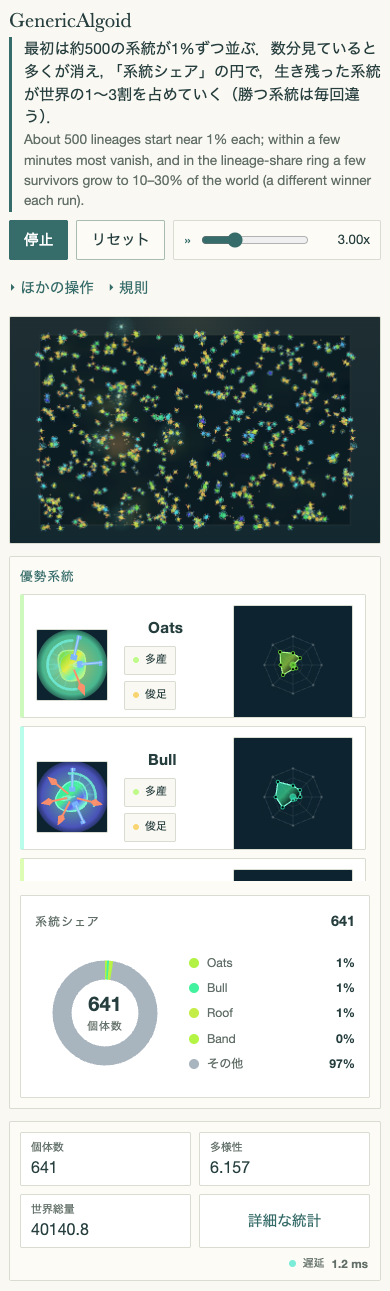 GenericAlgoid
最初は約500の系統が1%ずつ並ぶ．数分見ていると
多くが消え，「系統シェア」の円で，生き残った系統
が世界の1〜3割を占めていく（勝つ系統は毎回違
う）．
About 500 lineages start near 1% each; within a few
minutes most vanish, and in the lineage-share ring a few
survivors grow to 10–30% of the world (a different winner
each run).
停止 リセット » 3.00x
ほかの操作 規則
優勢系統
Oats
多産
俊足
Bull
多産
俊足
系統シェア 641
641
個体数
Oats 1%
Bull 1%
Roof 1%
Band 0%
その他 97%
個体数 多様性
641 6.157
世界総量
40140.8 詳細な統計
遅延 1.2 ms